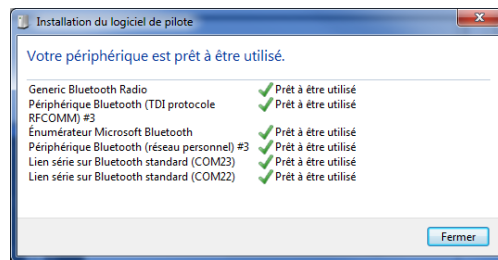 Installation du logiciel de pilote
Votre périphérique est prêt à être utilisé.
Generic Bluetooth Radio Prêt à être utilisé
Périphérique Bluetooth (TDI protocole Prêt à être utilisé
RFCOMM) #3
Énumérateur Microsoft Bluetooth Prêt à être utilisé
Périphérique Bluetooth (réseau personnel) #3 Prêt à être utilisé
Lien série sur Bluetooth standard (COM23) Prêt à être utilisé
Lien série sur Bluetooth standard (COM22) Prêt à être utilisé
Fermer